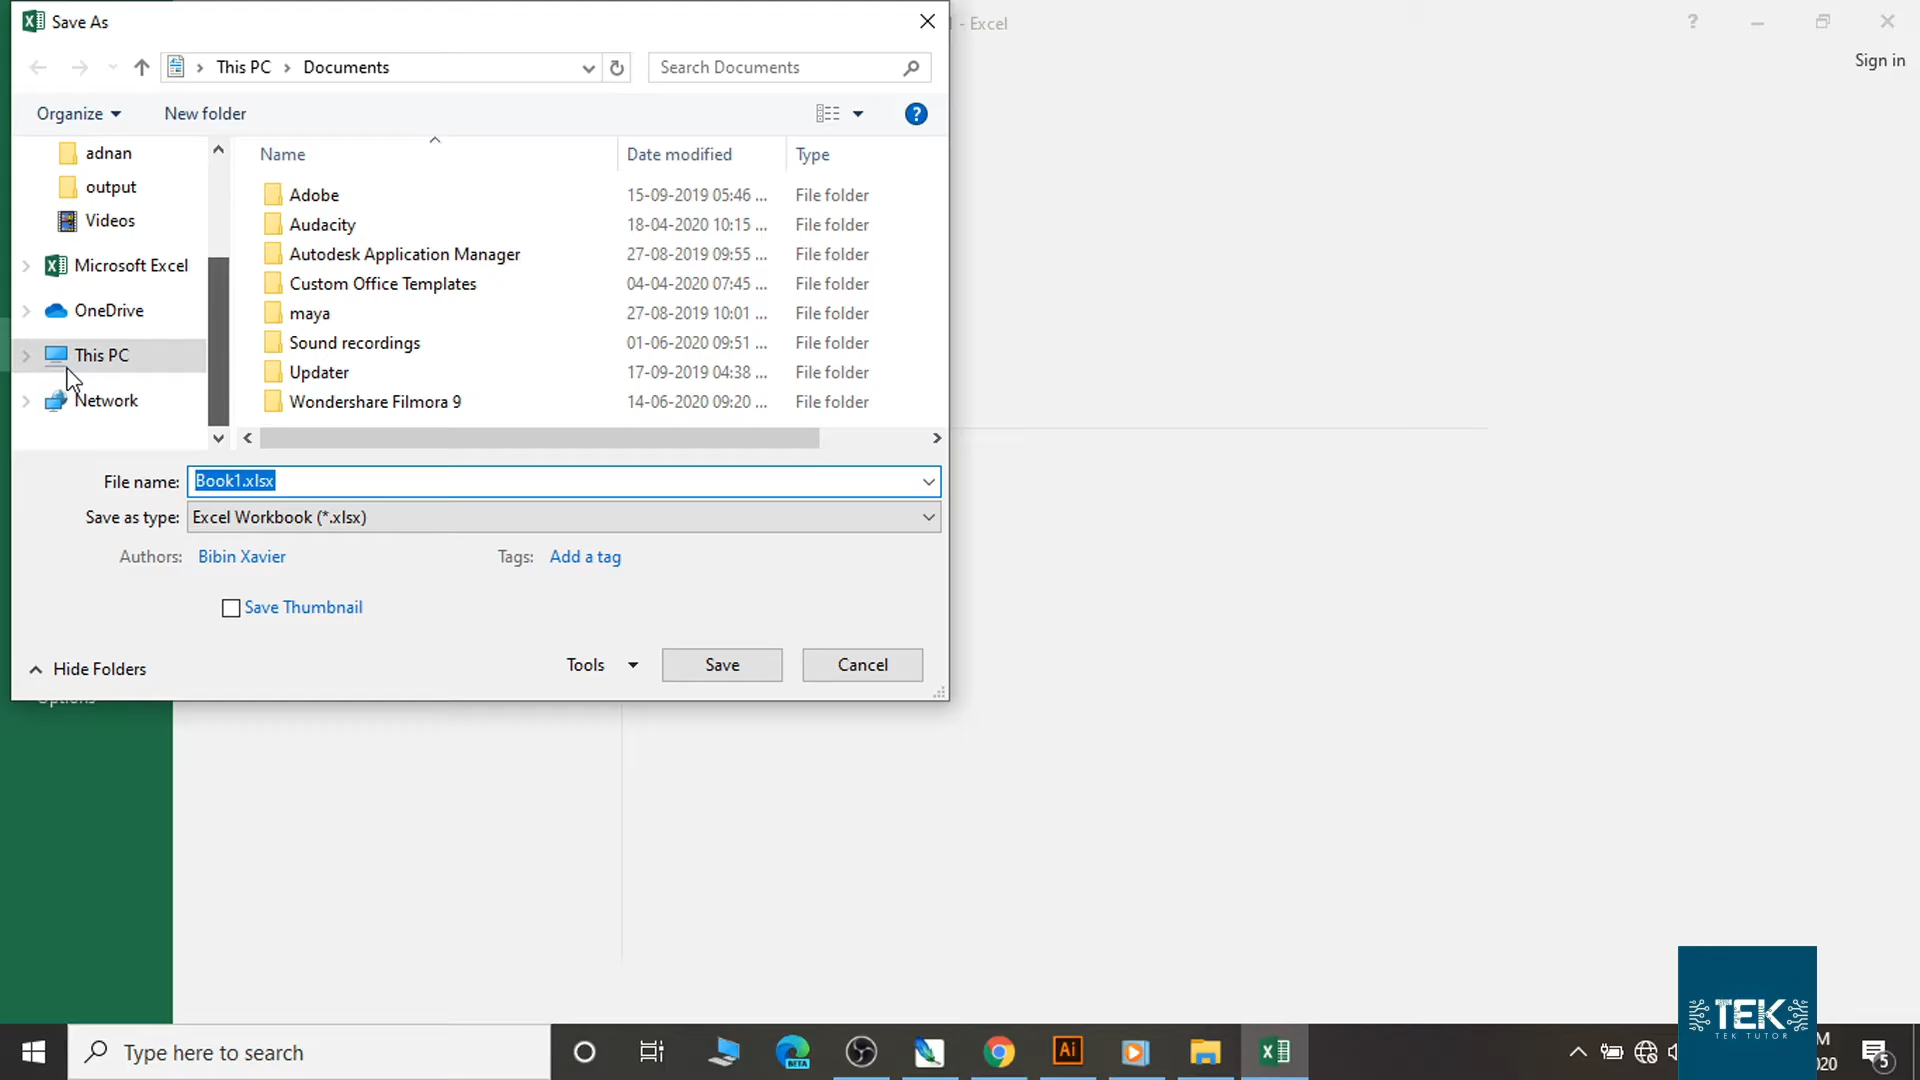 Save As
- Excel
Sign in
This PC > Documents
Search Documents
Organize
New folder
adnan
output
Videos
Microsoft Excel
OneDrive
This PC
Network
Name
Date modified
Type
Adobe 15-09-2019 05:46 ... File folder
Audacity 18-04-2020 10:15 ... File folder
Autodesk Application Manager 27-08-2019 09:55 ... File folder
Custom Office Templates 04-04-2020 07:45 ... File folder
maya 27-08-2019 10:01 ... File folder
Sound recordings 01-06-2020 09:51 ... File folder
Updater 17-09-2019 04:38 ... File folder
Wondershare Filmora 9 14-06-2020 09:20 ... File folder
File name: Book1.xlsx
Save as type: Excel Workbook (*.xlsx)
Authors: Bibin Xavier
Tags: Add a tag
Save Thumbnail
Hide Folders
Tools
Save
Cancel
Options
Type here to search
BETA
Ai
TEK
TEK TUTOR
M
020
5